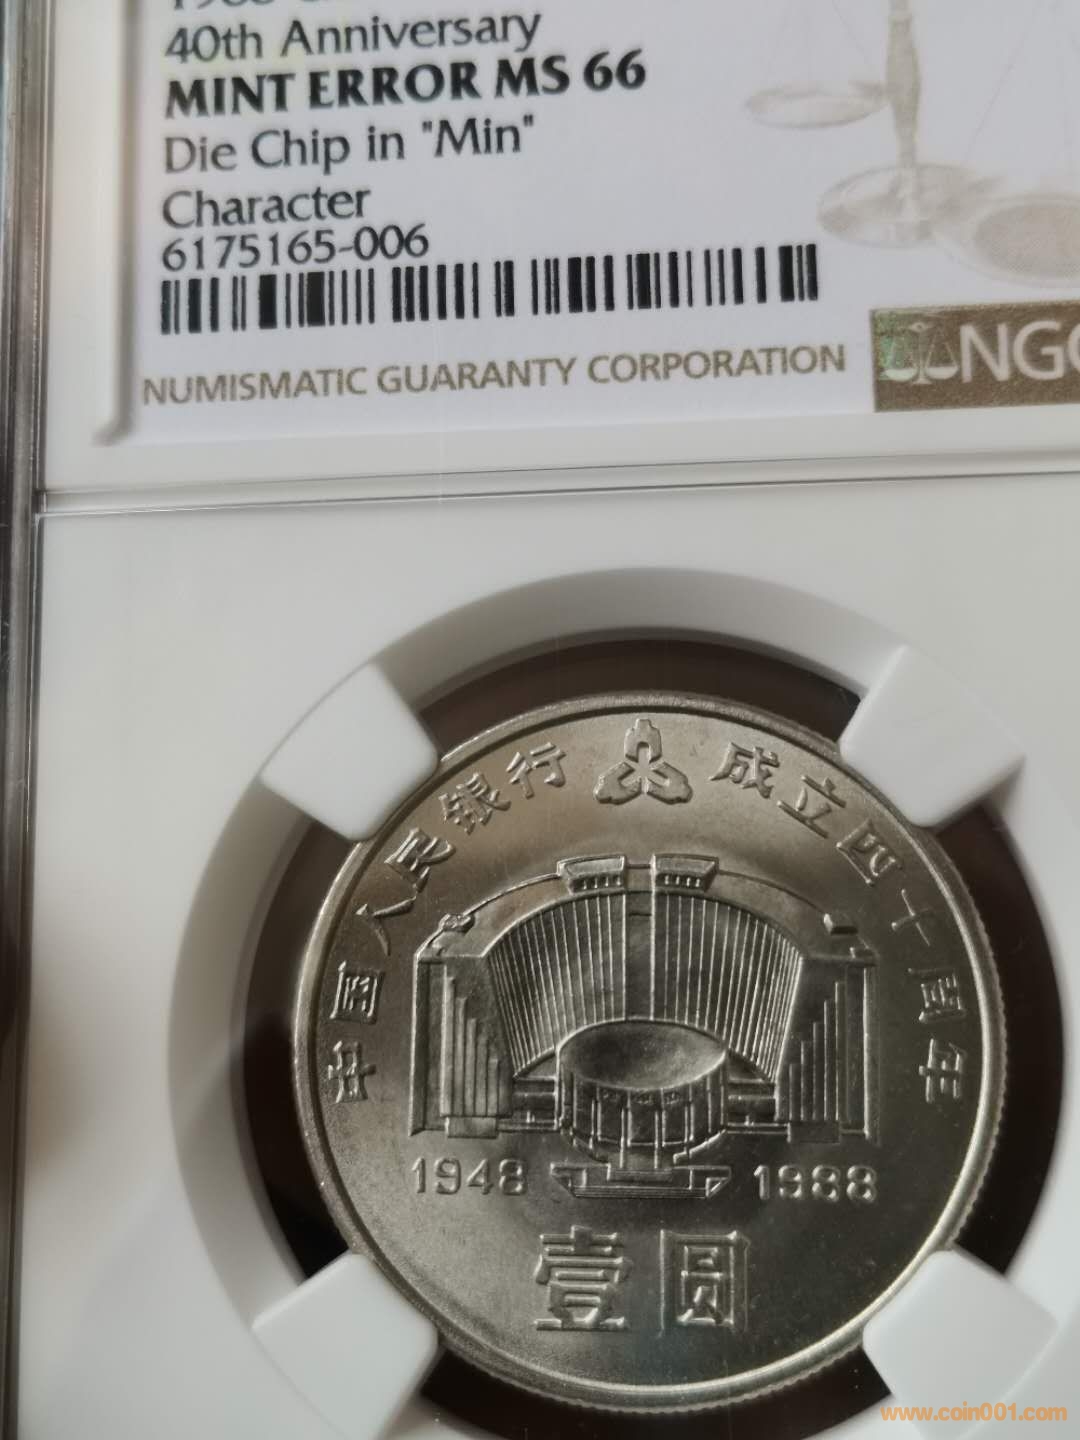 40th Anniversary
MINT ERROR MS 66
Die Chip in "Min"
Character
6175165-006
NUMISMATIC GUARANTY CORPORATION
NGC
中国人民银行 成立四十周年
1948 1988
壹圆
www.coin001.com